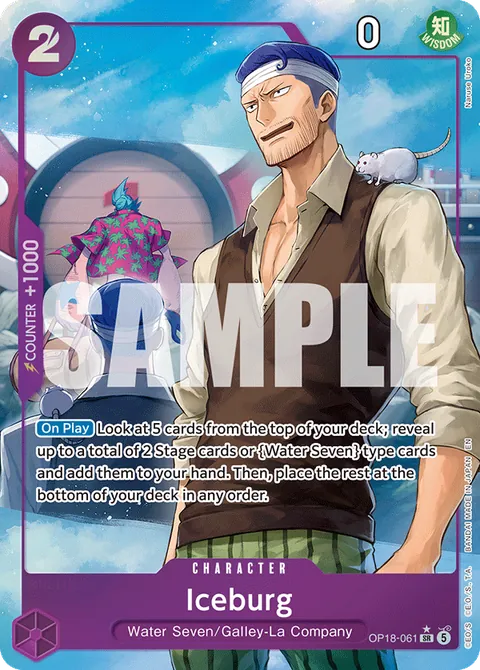 2
0
知
WISDOM
Naruse Uroko
COUNTER +1000
SAMPLE
On Play Look at 5 cards from the top of your deck; reveal
up to a total of 2 Stage cards or {Water Seven} type cards
and add them to your hand. Then, place the rest at the
bottom of your deck in any order.
CHARACTER
Iceburg
Water Seven/Galley-La Company
OP18-061 SR 5
©E.O/S. ©E.O./S., T.A. BANDAI MADE IN JAPAN EN